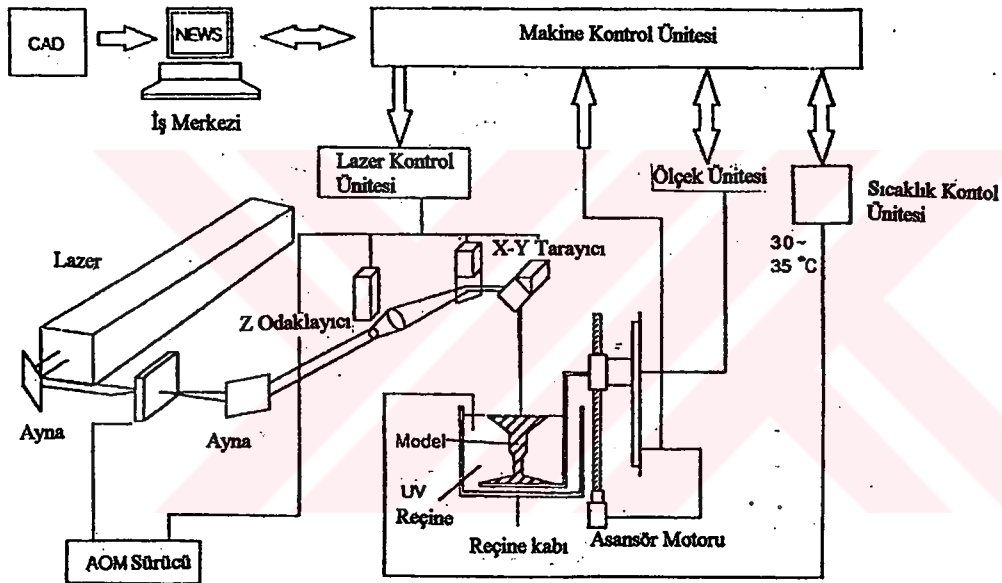 CAD
NEWS
İş Merkezi
Makine Kontrol Ünitesi
Lazer Kontrol
Ünitesi
Ölçek Ünitesi
Sıcaklık Kontol
Ünitesi
30~
35 °C
Lazer
X-Y Tarayıcı
Z Odaklayıcı
Ayna
Ayna
Model
UV
Reçine
Reçine kabı
Asansör Motoru
AOM Sürücü